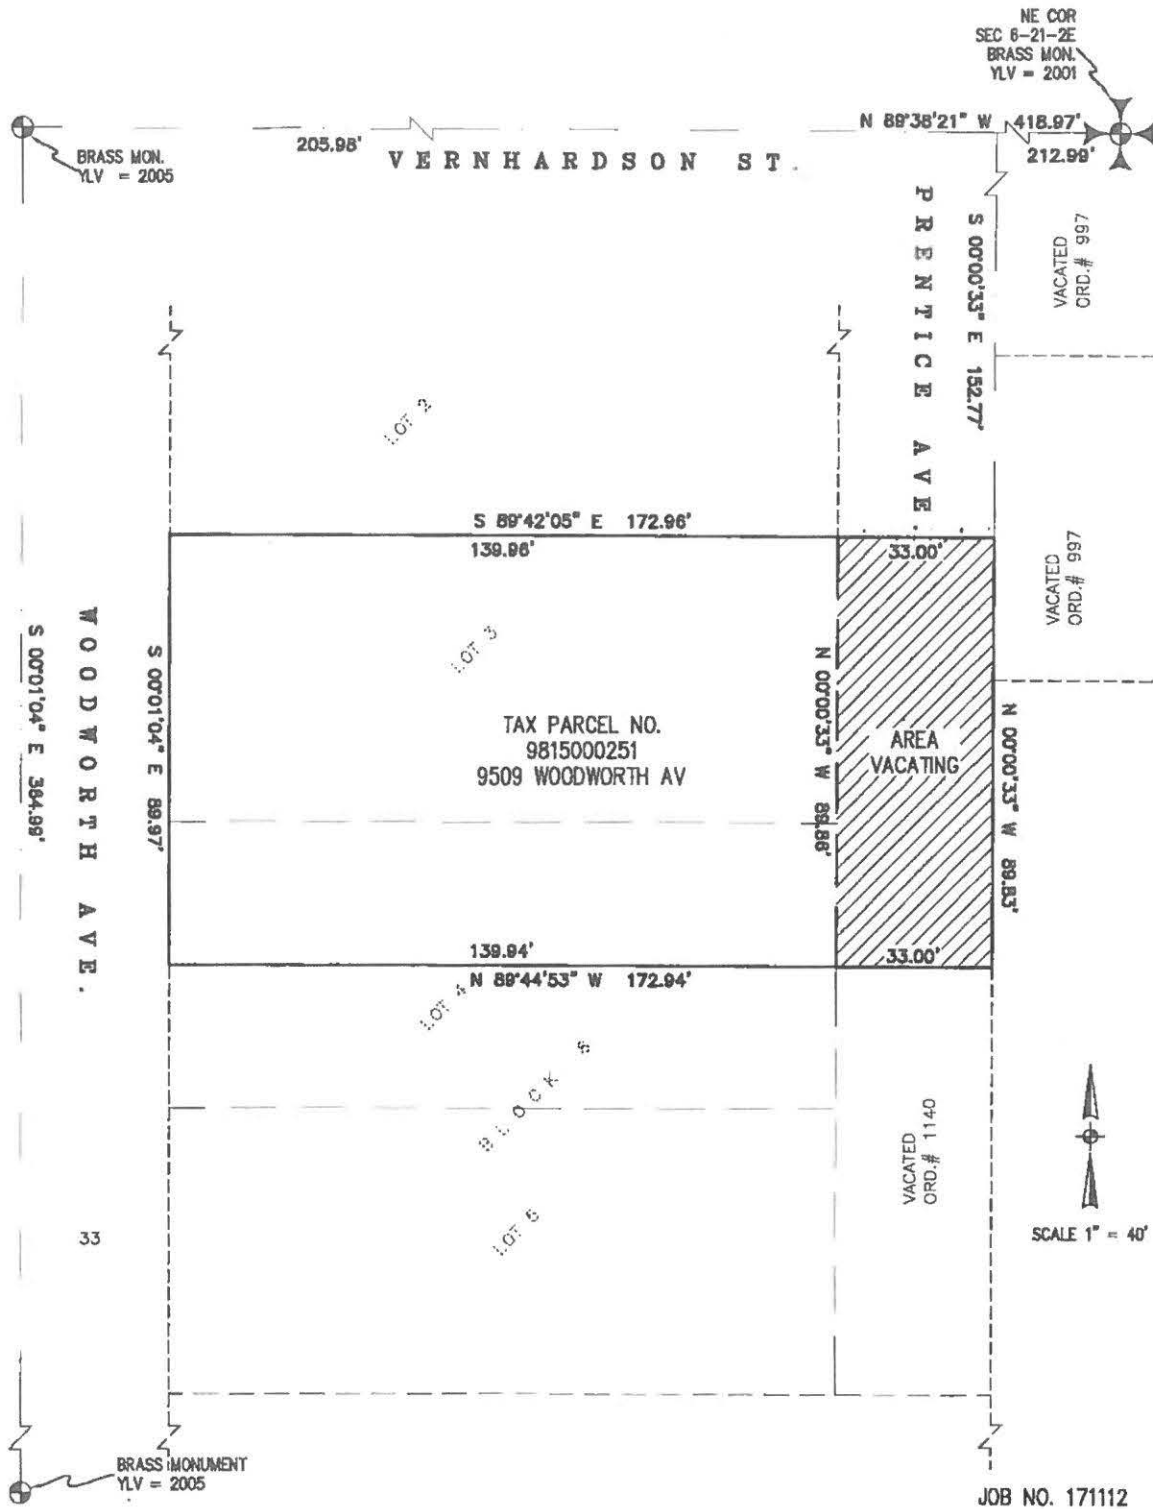 NE COR
SEC 6-21-2E
BRASS MON.
YLV = 2001
N 89°38'21" W 418.97'
205.98'
212.99'
BRASS MON.
YLV = 2005
VERNHARDSON ST.
PRENTICE AVE.
S 00°00'33" E 152.77'
VACATED
ORD.# 997
LOT 2
S 89°42'05" E 172.96'
139.96'
33.00'
VACATED
ORD.# 997
WOODWORTH AVE.
S 00°01'04" E 384.99'
S 00°01'04" E 89.97'
LOT 3
TAX PARCEL NO.
9815000251
9509 WOODWORTH AV
N 00°00'33" W 89.88'
AREA
VACATING
N 00°00'33" W 89.83'
139.94'
33.00'
N 89°44'53" W 172.94'
LOT 4
BLOCK
LOT
VACATED
ORD.# 1140
33
SCALE 1" = 40'
BRASS MONUMENT
YLV = 2005
JOB NO. 171112